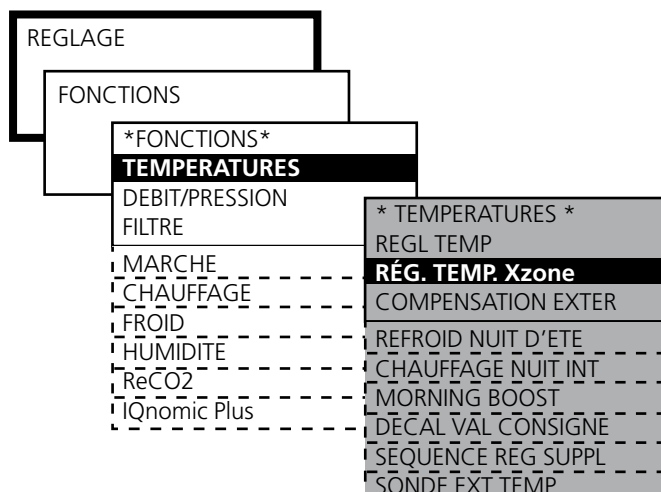 REGLAGE
FONCTIONS
*FONCTIONS*
TEMPERATURES
DEBIT/PRESSION
FILTRE
MARCHE
CHAUFFAGE
FROID
HUMIDITE
ReCO2
IQnomic Plus
* TEMPERATURES *
REGL TEMP
RÉG. TEMP. Xzone
COMPENSATION EXTER
REFROID NUIT D'ETE
CHAUFFAGE NUIT INT
MORNING BOOST
DECAL VAL CONSIGNE
SEQUENCE REG SUPPL
SONDE EXT TEMP